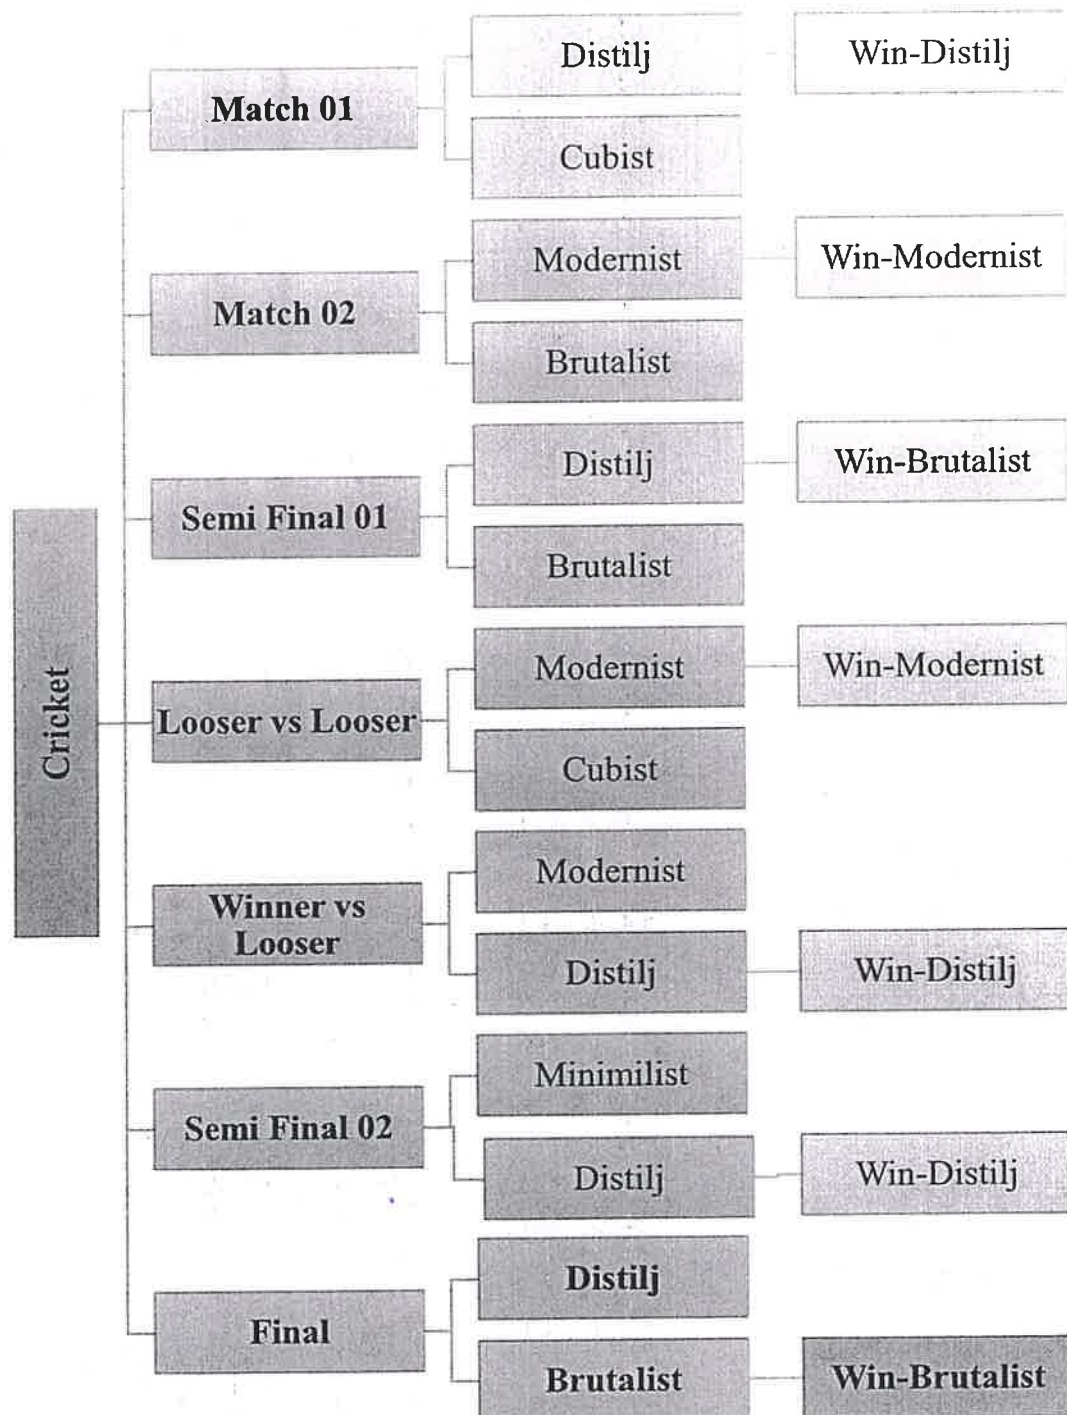 Cricket
Match 01
Distilj
Win-Distilj
Cubist
Match 02
Modernist
Win-Modernist
Brutalist
Semi Final 01
Distilj
Win-Brutalist
Brutalist
Looser vs Looser
Modernist
Win-Modernist
Cubist
Winner vs
Looser
Modernist
Distilj
Win-Distilj
Semi Final 02
Minimilist
Distilj
Win-Distilj
Final
Distilj
Brutalist
Win-Brutalist